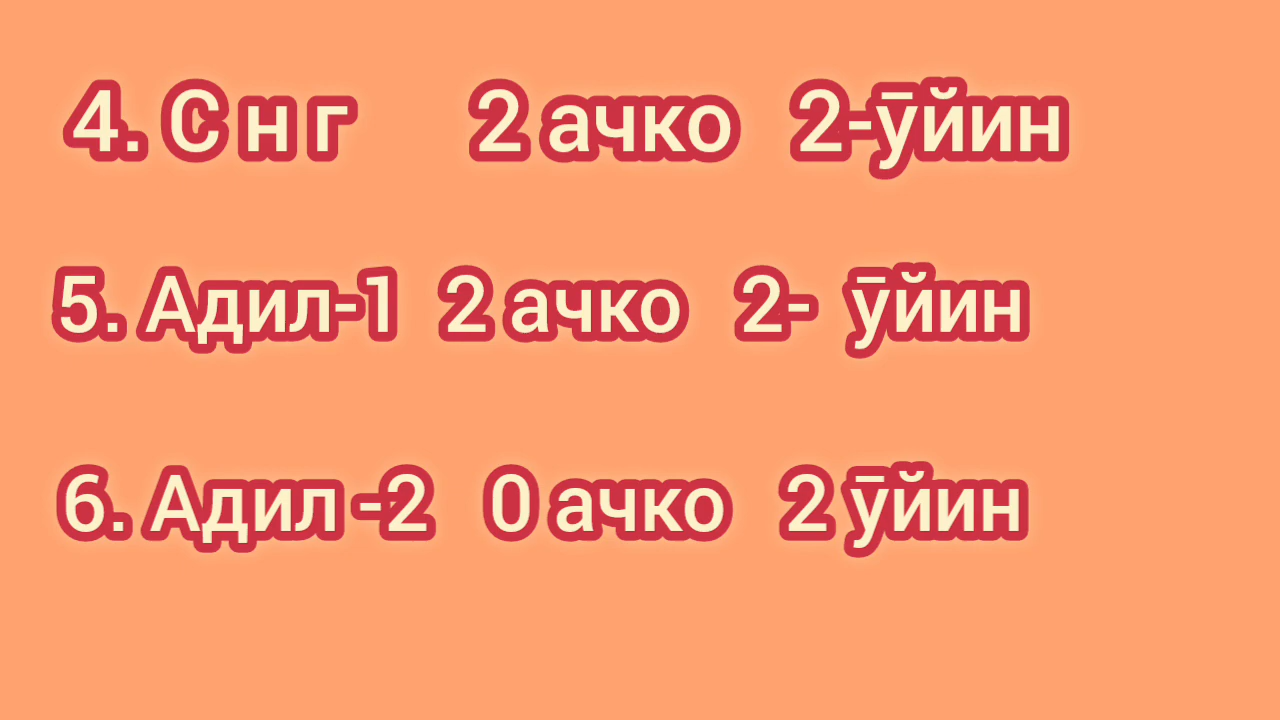 4. С н г 2 ачко 2-ӯйин
5. Адил-1 2 ачко 2- ӯйин
6. Адил -2 0 ачко 2 ӯйин